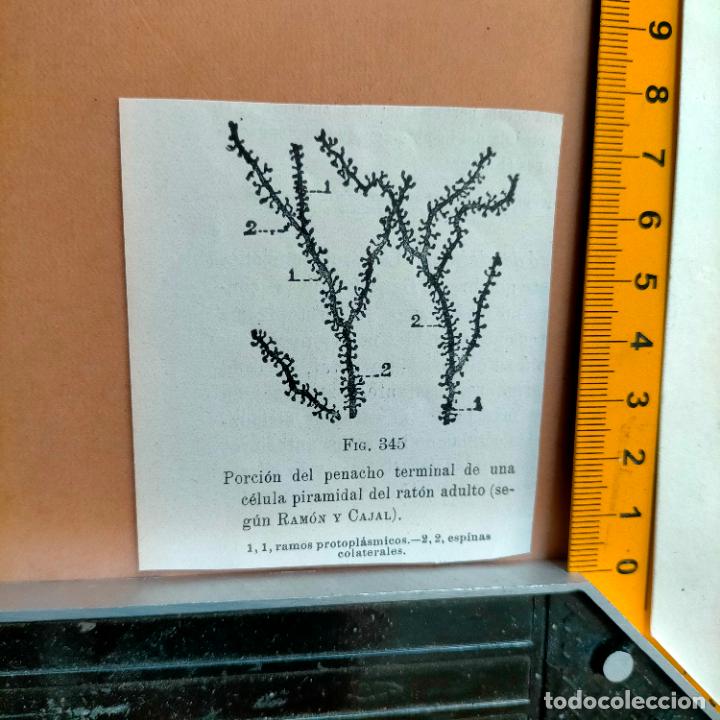 1
2
1
2
2
1
FIG. 345
Porción del penacho terminal de una
célula piramidal del ratón adulto (se-
gún RAMÓN Y CAJAL).
1, 1, ramos protoplásmicos.—2, 2, espinas
colaterales.
9
8
7
6
5
4
3
2
1
0
todocoleccion